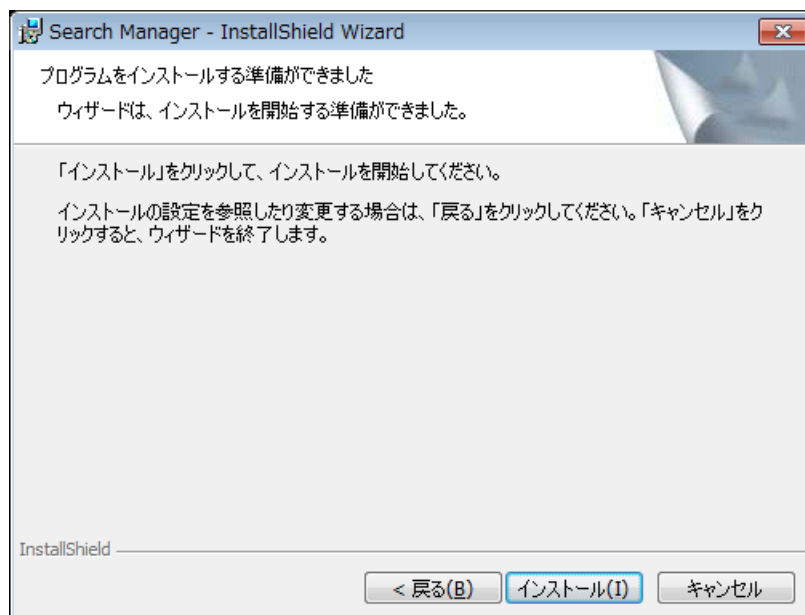 Search Manager - InstallShield Wizard
プログラムをインストールする準備ができました
ウィザードは、インストールを開始する準備ができました。
「インストール」をクリックして、インストールを開始してください。
インストールの設定を参照したり変更する場合は、「戻る」をクリックしてください。「キャンセル」をク
リックすると、ウィザードを終了します。
InstallShield
< 戻る(B) インストール(I) キャンセル